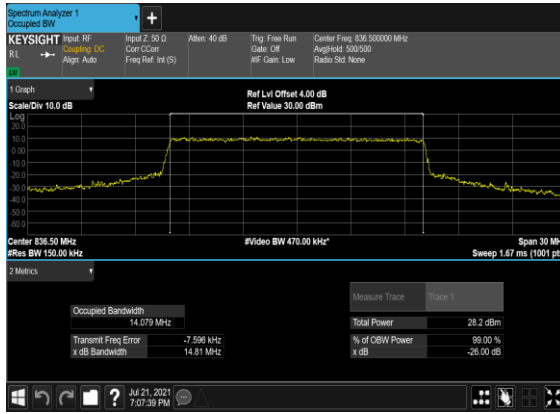 Spectrum Analyzer 1
Occupied BW
KEYSIGHT Input: RF Input Z: 50 Ω Atten: 40 dB Trig: Free Run Center Freq: 836.500000 MHz
RL Coupling: DC Corr CCorr Gate: Off Avg|Hold: 500/500
Align: Auto Freq Ref: Int (S) #IF Gain: Low Radio Std: None
LW
1 Graph
Ref Lvl Offset 4.00 dB
Scale/Div 10.0 dB Ref Value 30.00 dBm
Log
20.0
10.0
0.00
-10.0
-20.0
-30.0
-40.0
-50.0
-60.0
Center 836.50 MHz #Video BW 470.00 kHz* Span 30 MH
#Res BW 150.00 kHz Sweep 1.67 ms (1001 pt
2 Metrics
Measure Trace Trace 1
Occupied Bandwidth
14.079 MHz Total Power 28.2 dBm
Transmit Freq Error -7.596 kHz % of OBW Power 99.00 %
x dB Bandwidth 14.81 MHz x dB -26.00 dB
? Jul 21, 2021
7:07:39 PM